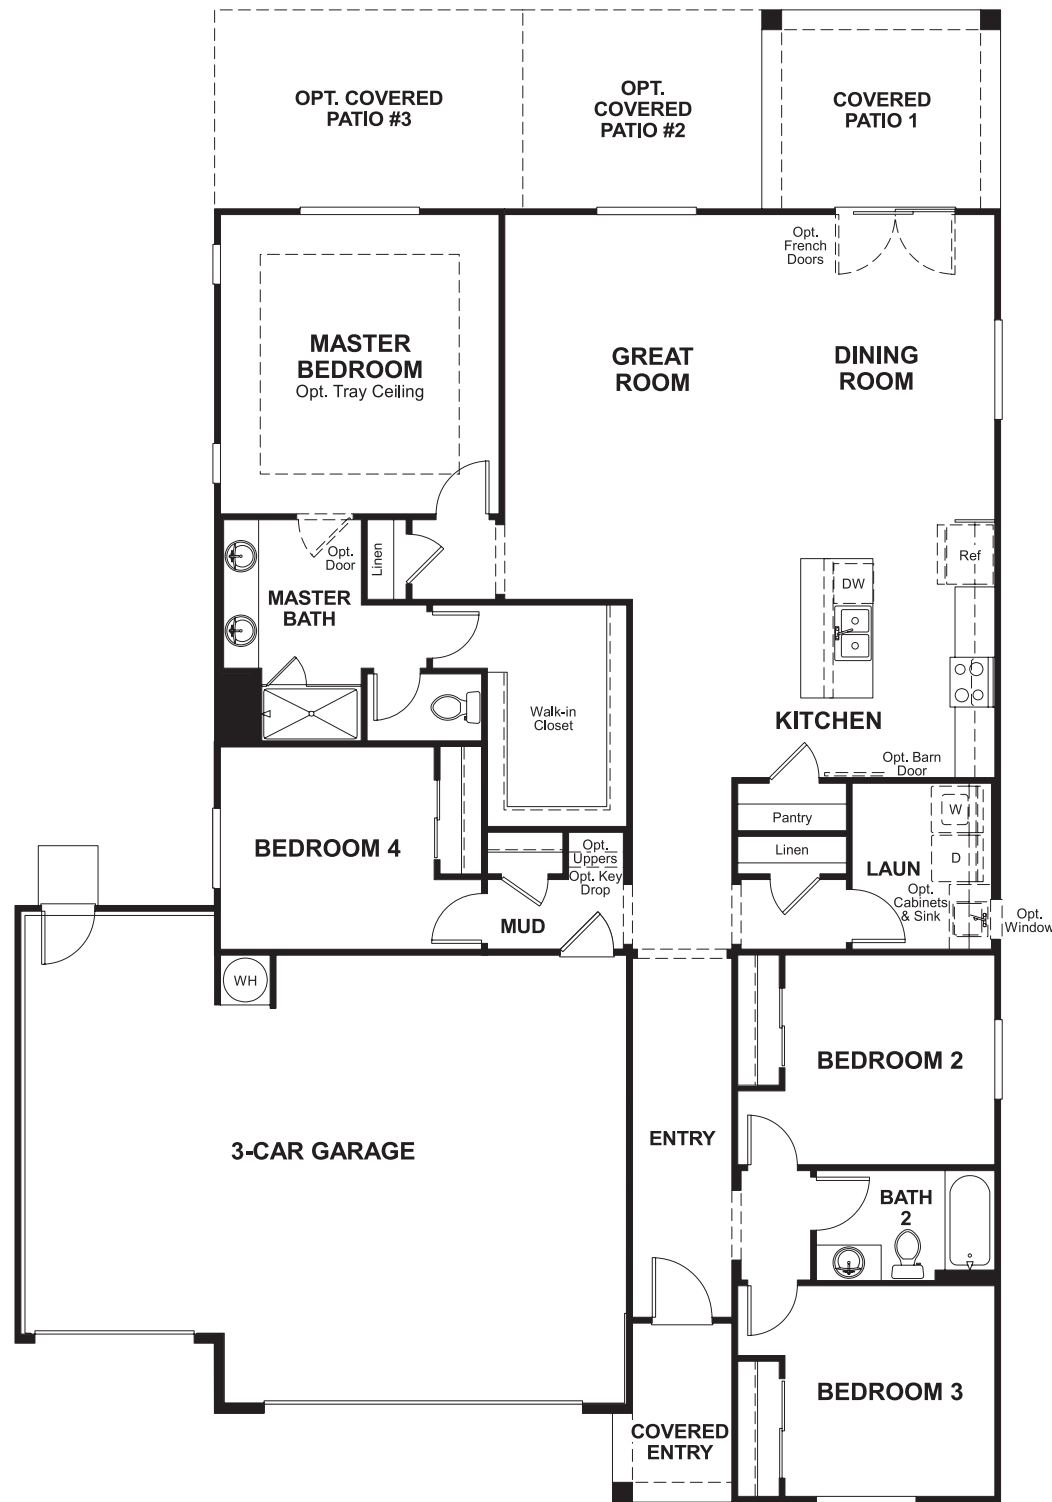 OPT. COVERED
PATIO #3
OPT.
COVERED
PATIO #2
COVERED
PATIO 1
Opt.
French
Doors
MASTER
BEDROOM
Opt. Tray Ceiling
GREAT
ROOM
DINING
ROOM
Opt.
Door
Linen
Ref
DW
MASTER
BATH
Walk-in
Closet
KITCHEN
Opt. Barn
Door
Pantry
W
Linen
D
LAUN
Opt.
Cabinets
& Sink
Opt.
Window
BEDROOM 4
Opt.
Uppers
Opt. Key
Drop
MUD
WH
BEDROOM 2
3-CAR GARAGE
ENTRY
BATH
2
BEDROOM 3
COVERED
ENTRY